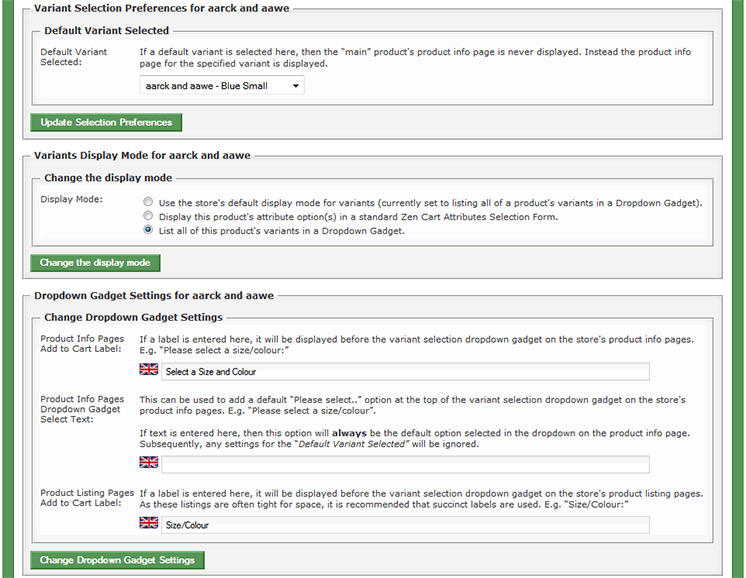 Variant Selection Preferences for aarck and aawe
Default Variant Selected
Default Variant
Selected:
If a default variant is selected here, then the “main” product's product info page is never displayed. Instead the product info
page for the specified variant is displayed.
aarck and aawe - Blue Small
Update Selection Preferences
Variants Display Mode for aarck and aawe
Change the display mode
Display Mode:
Use the store's default display mode for variants (currently set to listing all of a product's variants in a Dropdown Gadget).
Display this product's attribute option(s) in a standard Zen Cart Attributes Selection Form.
List all of this product's variants in a Dropdown Gadget.
Change the display mode
Dropdown Gadget Settings for aarck and aawe
Change Dropdown Gadget Settings
Product Info Pages
Add to Cart Label:
If a label is entered here, it will be displayed before the variant selection dropdown gadget on the store's product info pages.
E.g. “Please select a size/colour:”
Select a Size and Colour
Product Info Pages
Dropdown Gadget
Select Text:
This can be used to add a default “Please select..” option at the top of the variant selection dropdown gadget on the store's
product info pages. E.g. “Please select a size/colour”.
If text is entered here, then this option will always be the default option selected in the dropdown on the product info page.
Subsequently, any settings for the “Default Variant Selected” will be ignored.
Product Listing Pages
Add to Cart Label:
If a label is entered here, it will be displayed before the variant selection dropdown gadget on the store's product listing pages.
As these listings are often tight for space, it is recommended that succinct labels are used. E.g. “Size/Colour:”
Size/Colour
Change Dropdown Gadget Settings